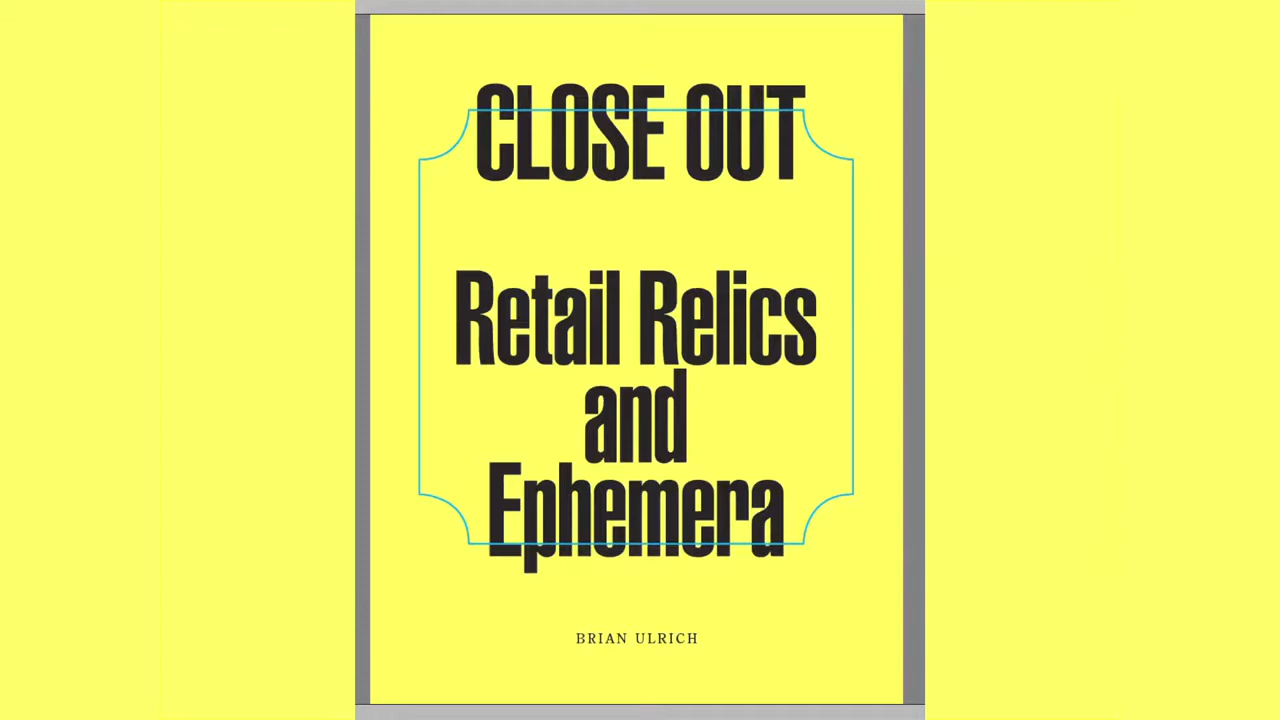 CLOSE OUT
Retail Relics
and
Ephemera
BRIAN ULRICH